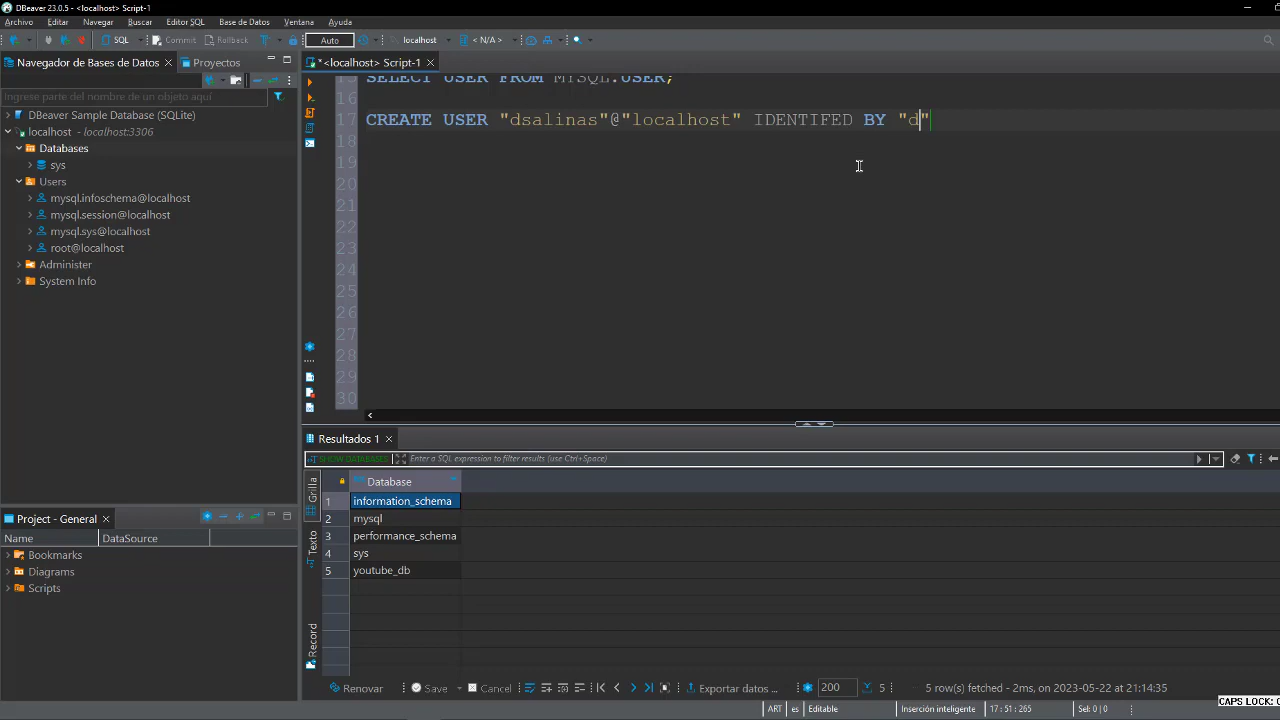 DBeaver 23.0.5 - <localhost> Script-1
Archivo Editar Navegar Buscar Editor SQL Base de Datos Ventana Ayuda
SQL Commit Rollback Auto localhost < N/A >
Navegador de Bases de Datos Proyectos
*<localhost> Script-1
Ingrese parte del nombre de un objeto aquí
DBeaver Sample Database (SQLite)
localhost - localhost:3306
Databases
sys
Users
mysql.infoschema@localhost
mysql.session@localhost
mysql.sys@localhost
root@localhost
Administer
System Info
15 SELECT USER FROM MYSQL.USER;
16
17 CREATE USER "dsalinas"@"localhost" IDENTIFED BY "d"
18
19
20
21
22
23
24
25
26
27
28
29
30
Project - General
Name DataSource
Bookmarks
Diagrams
Scripts
Resultados 1
SHOW DATABASES Enter a SQL expression to filter results (use Ctrl+Space)
Grilla
Texto
Record
Database
1 information_schema
2 mysql
3 performance_schema
4 sys
5 youtube_db
Renovar Save Cancel Exportar datos ... 200 5 5 row(s) fetched - 2ms, on 2023-05-22 at 21:14:35
CAPS LOCK:
ART es Editable Inserción inteligente 17 : 51 : 265 Sel: 0 | 0